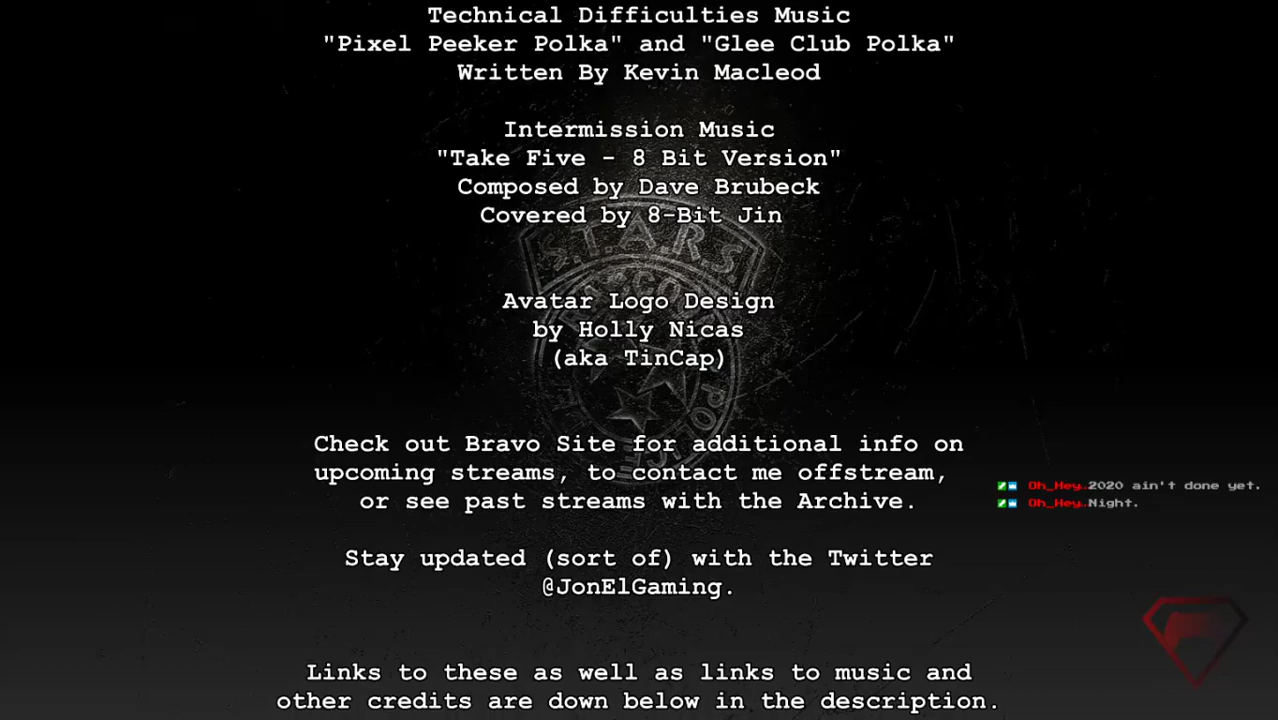 Technical Difficulties Music
"Pixel Peeker Polka" and "Glee Club Polka"
Written By Kevin Macleod
Intermission Music
"Take Five - 8 Bit Version"
Composed by Dave Brubeck
Covered by 8-Bit Jin
S.T.A.R.S.
Avatar Logo Design
by Holly Nicas
(aka TinCap)
Check out Bravo Site for additional info on
upcoming streams, to contact me offstream,
or see past streams with the Archive.
Oh_Hey..2020 ain't done yet.
Oh_Hey..Night.
Stay updated (sort of) with the Twitter
@JonElGaming.
Links to these as well as links to music and
other credits are down below in the description.